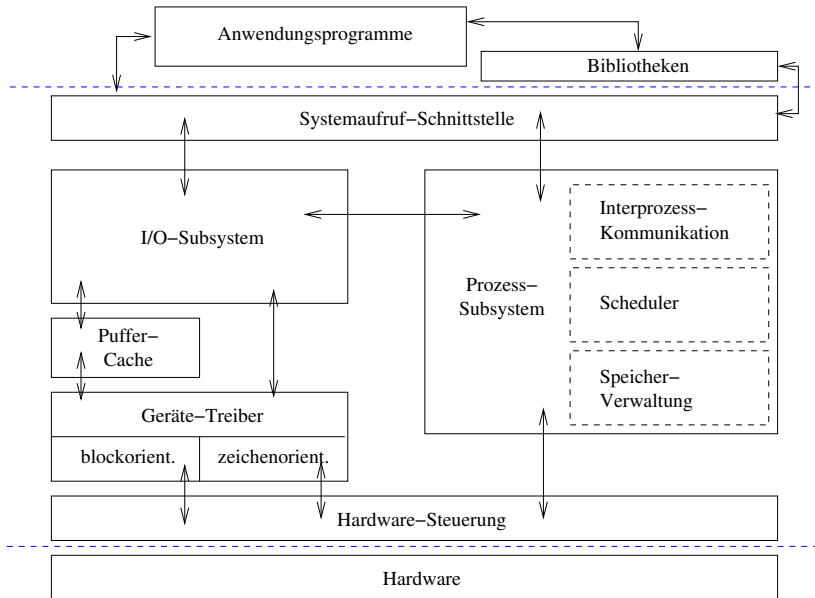 Anwendungsprogramme
Bibliotheken
Systemaufruf-Schnittstelle
I/O-Subsystem
Prozess-
Subsystem
Interprozess-
Kommunikation
Scheduler
Speicher-
Verwaltung
Puffer-
Cache
Geräte-Treiber
blockorient.
zeichenorient.
Hardware-Steuerung
Hardware